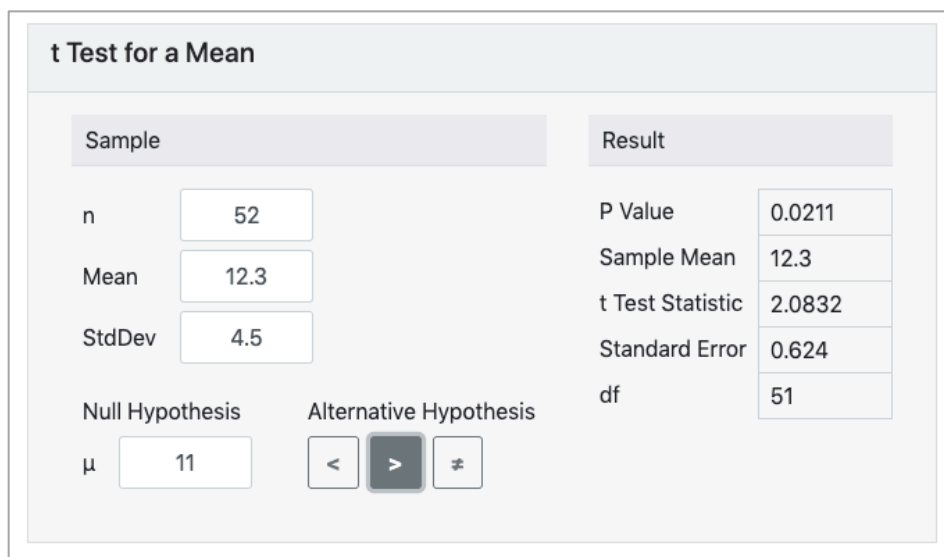 t Test for a Mean
Sample
n 52
Mean 12.3
StdDev 4.5
Null Hypothesis Alternative Hypothesis
μ 11 < > ≠
Result
P Value 0.0211
Sample Mean 12.3
t Test Statistic 2.0832
Standard Error 0.624
df 51